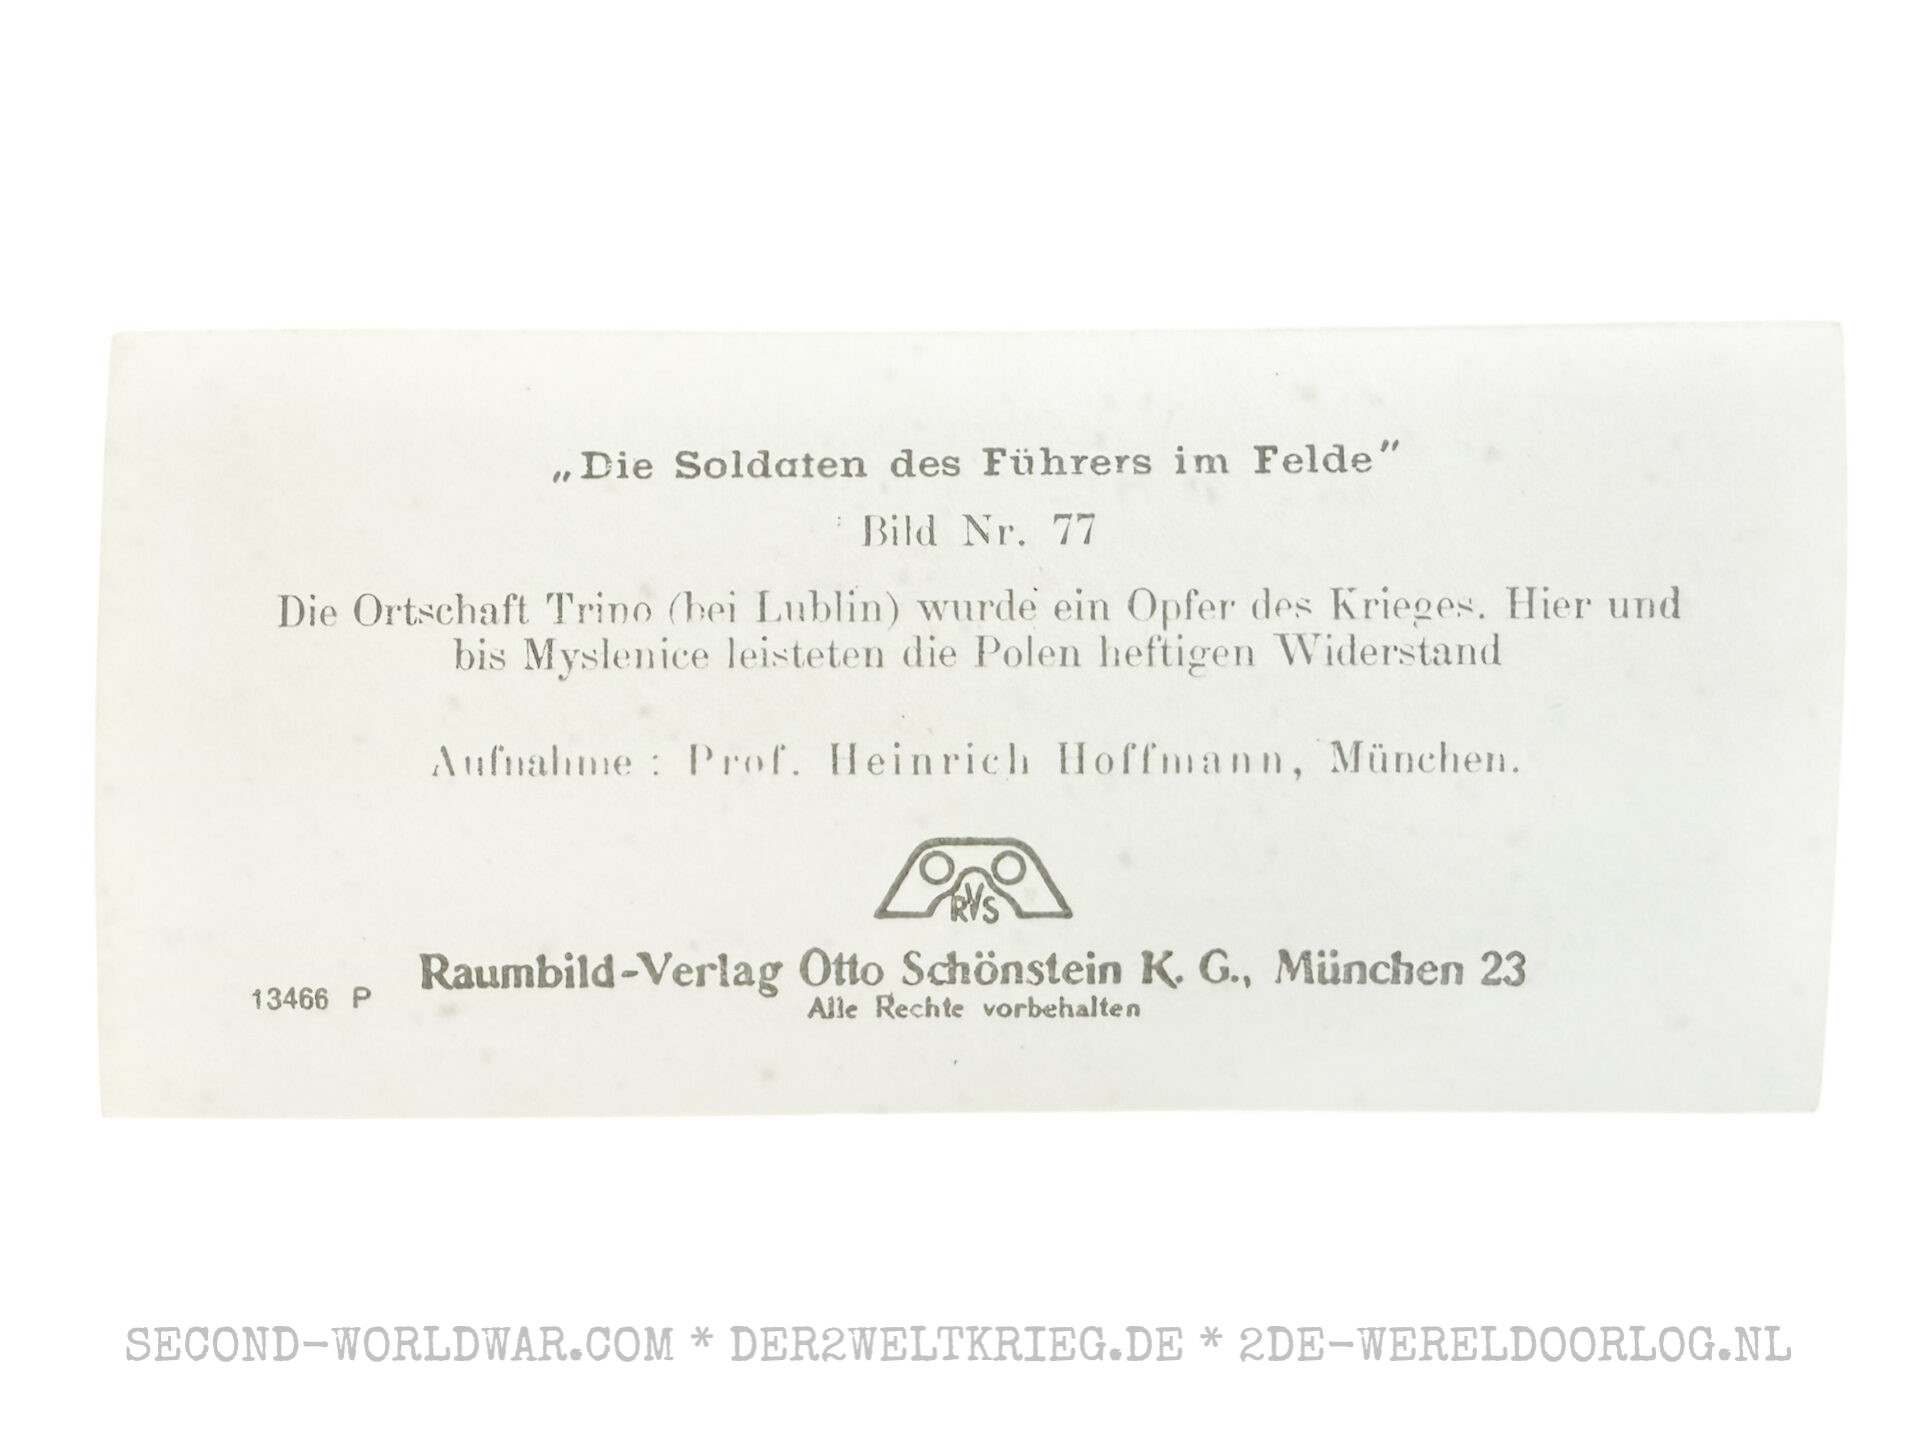 „Die Soldaten des Führers im Felde"
Bild Nr. 77
Die Ortschaft Trino (bei Lublin) wurde ein Opfer des Krieges. Hier und
bis Myslenice leisteten die Polen heftigen Widerstand
Aufnahme : Prof. Heinrich Hoffmann, München.
RVS
Raumbild-Verlag Otto Schönstein K. G., München 23
13466 P
Alle Rechte vorbehalten
SECOND-WORLDWAR.COM * DER2WELTKRIEG.DE * 2DE-WERELDOORLOG.NL